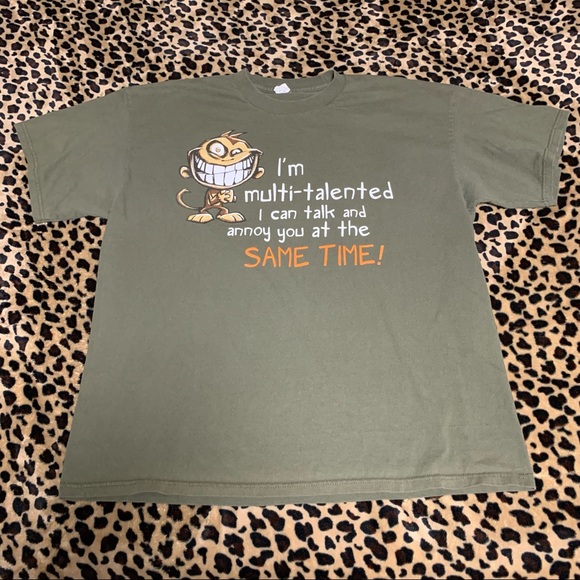 I'm
multi-talented
I can talk and
annoy you at the
SAME TIME!